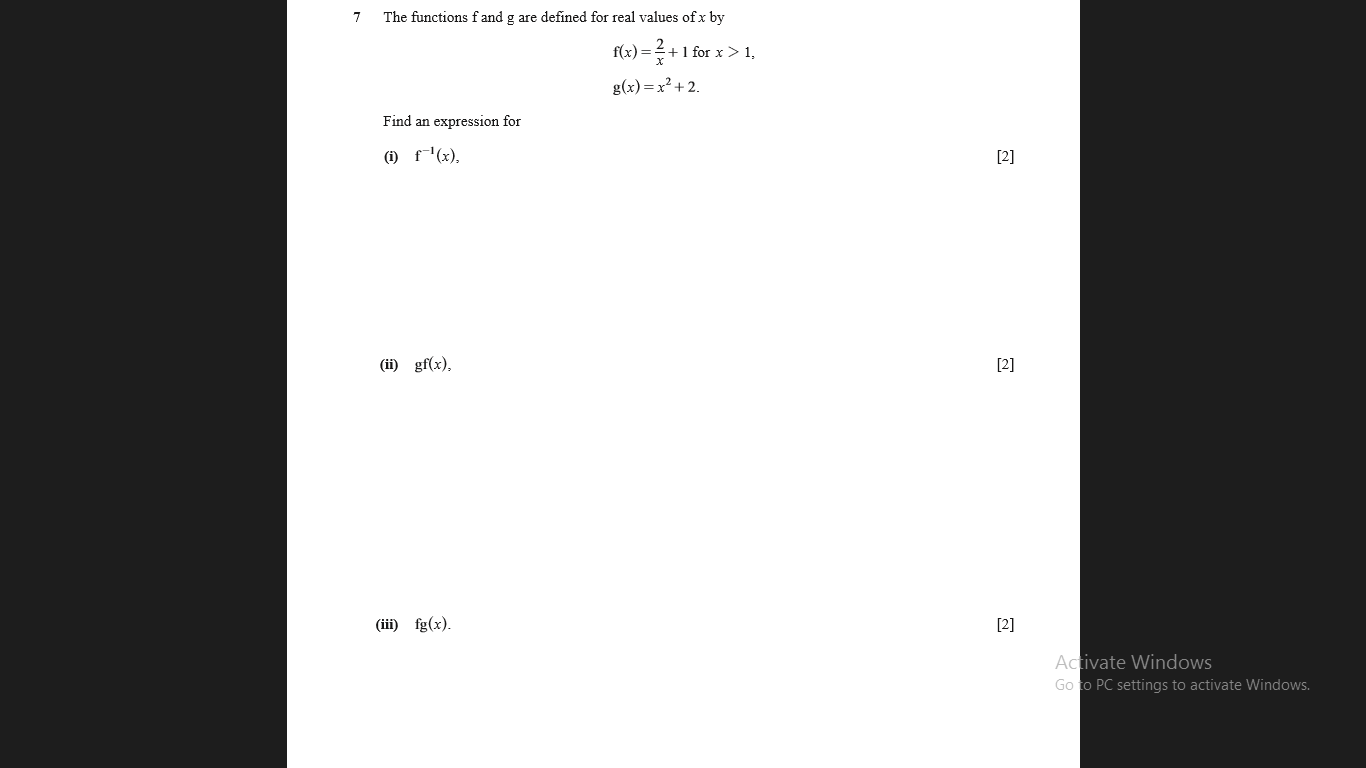 7 The functions f and g are defined for real values of x by
f(x) = 2/x + 1 for x > 1,
g(x) = x² + 2.
Find an expression for
(i) f⁻¹(x), [2]
(ii) gf(x), [2]
(iii) fg(x). [2]
Activate Windows
Go to PC settings to activate Windows.